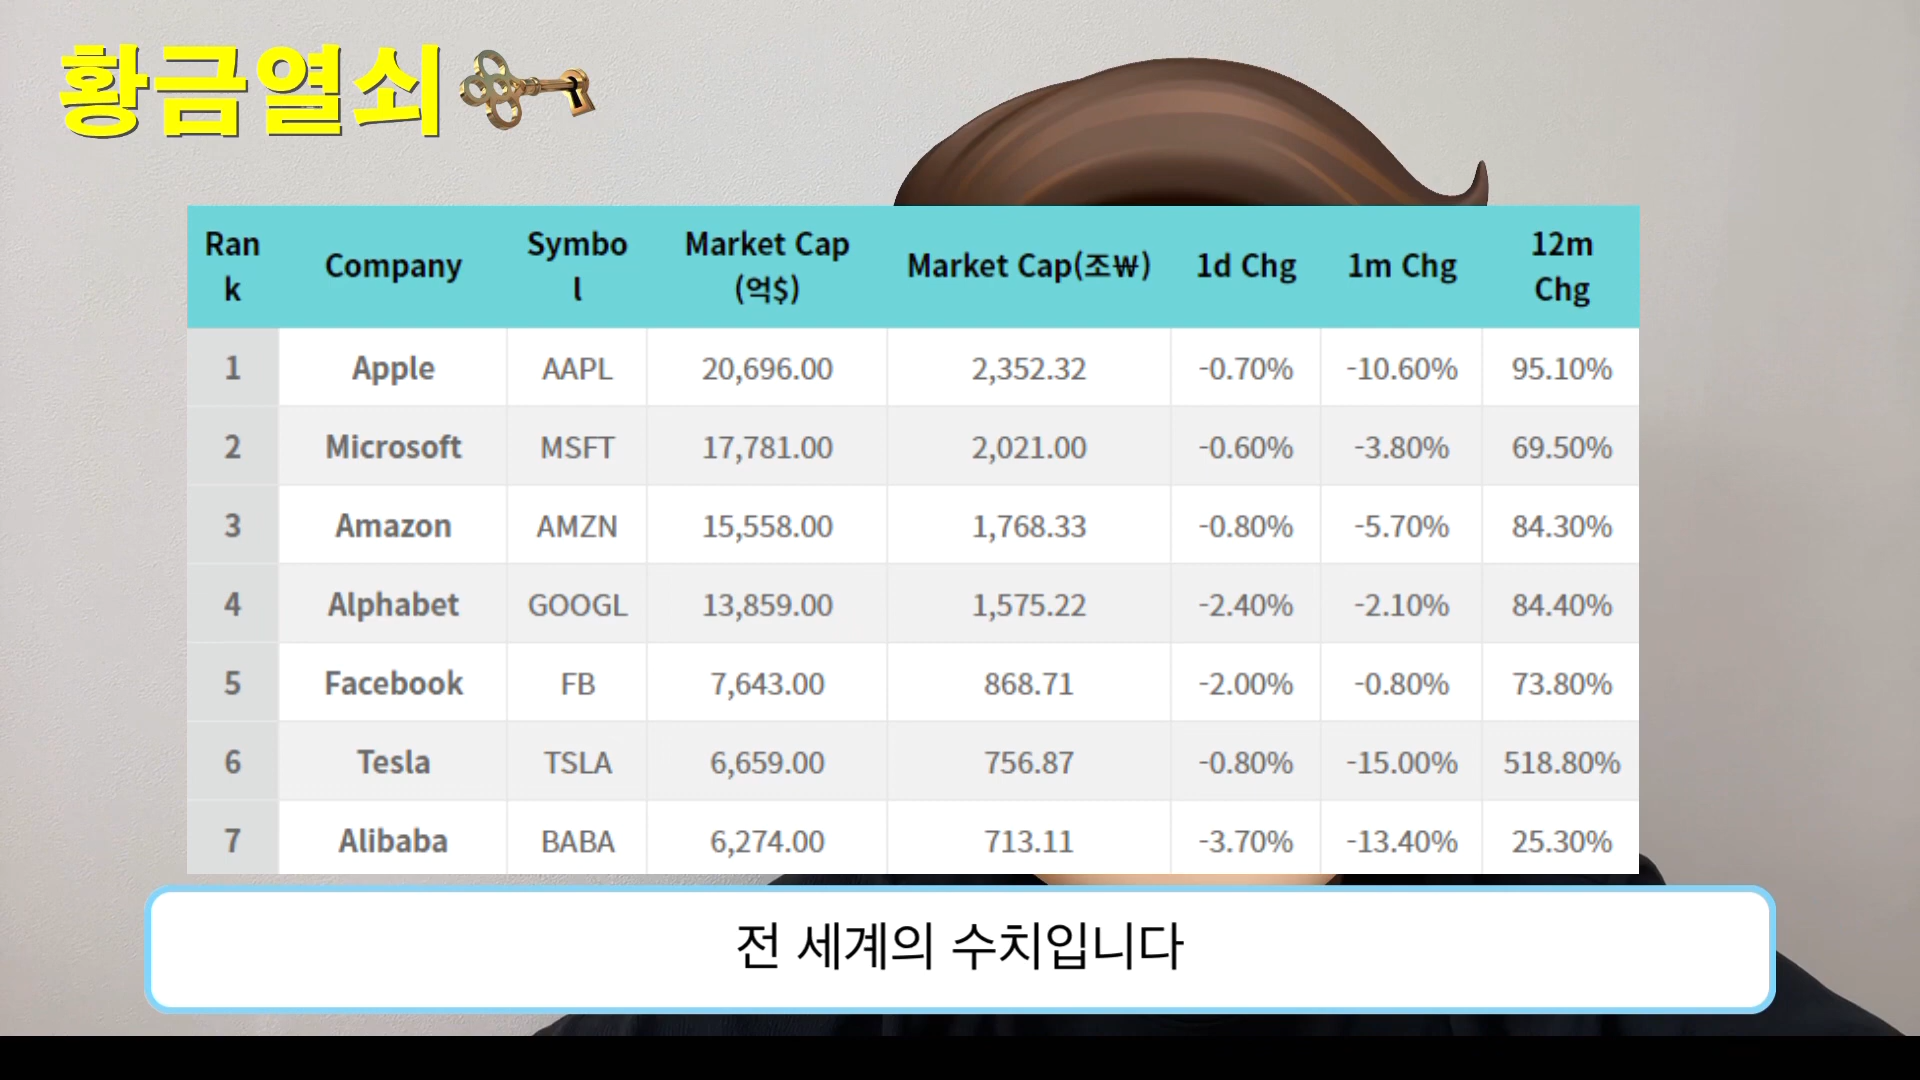 황금열쇠
Ran
k
Company
Symbo
l
Market Cap
(억$)
Market Cap(조₩)
1d Chg
1m Chg
12m
Chg
1 Apple AAPL 20,696.00 2,352.32 -0.70% -10.60% 95.10%
2 Microsoft MSFT 17,781.00 2,021.00 -0.60% -3.80% 69.50%
3 Amazon AMZN 15,558.00 1,768.33 -0.80% -5.70% 84.30%
4 Alphabet GOOGL 13,859.00 1,575.22 -2.40% -2.10% 84.40%
5 Facebook FB 7,643.00 868.71 -2.00% -0.80% 73.80%
6 Tesla TSLA 6,659.00 756.87 -0.80% -15.00% 518.80%
7 Alibaba BABA 6,274.00 713.11 -3.70% -13.40% 25.30%
전 세계의 수치입니다